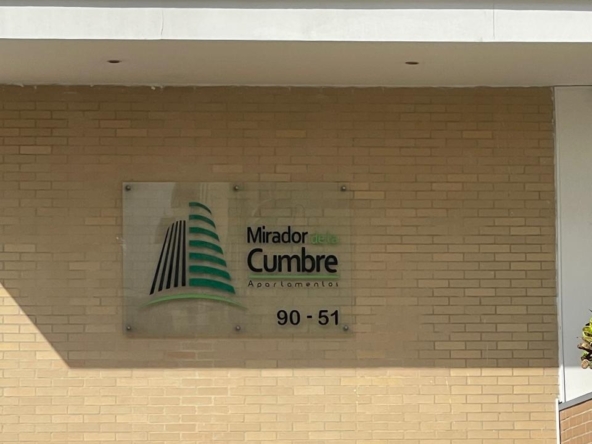 Mirador de la
Cumbre
Apartamentos
90 - 51